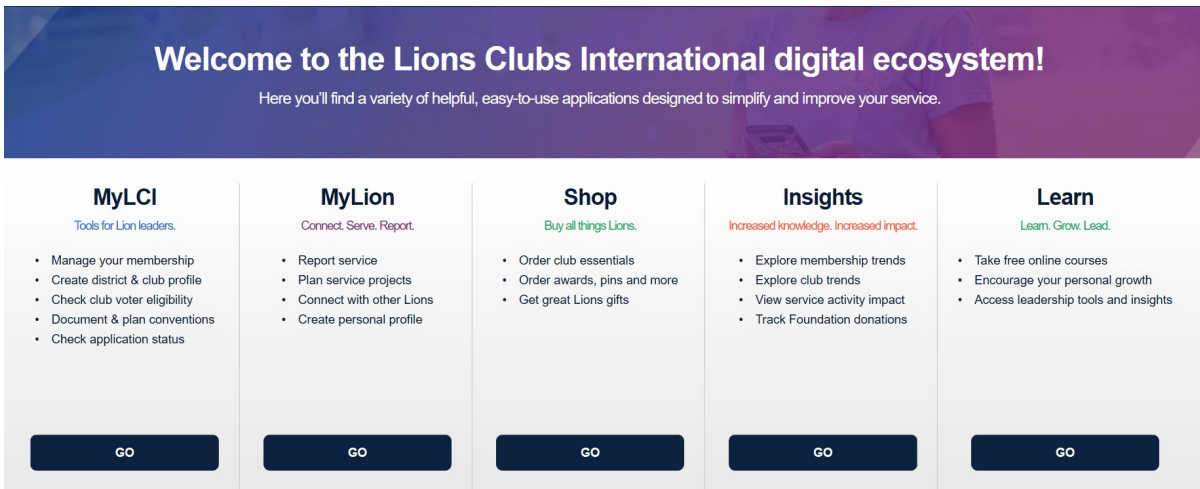 Welcome to the Lions Clubs International digital ecosystem!
Here you'll find a variety of helpful, easy-to-use applications designed to simplify and improve your service.
MyLCI
Tools for Lion leaders.
• Manage your membership
• Create district & club profile
• Check club voter eligibility
• Document & plan conventions
• Check application status
GO
MyLion
Connect. Serve. Report.
• Report service
• Plan service projects
• Connect with other Lions
• Create personal profile
GO
Shop
Buy all things Lions.
• Order club essentials
• Order awards, pins and more
• Get great Lions gifts
GO
Insights
Increased knowledge. Increased impact.
• Explore membership trends
• Explore club trends
• View service activity impact
• Track Foundation donations
GO
Learn
Learn. Grow. Lead.
• Take free online courses
• Encourage your personal growth
• Access leadership tools and insights
GO